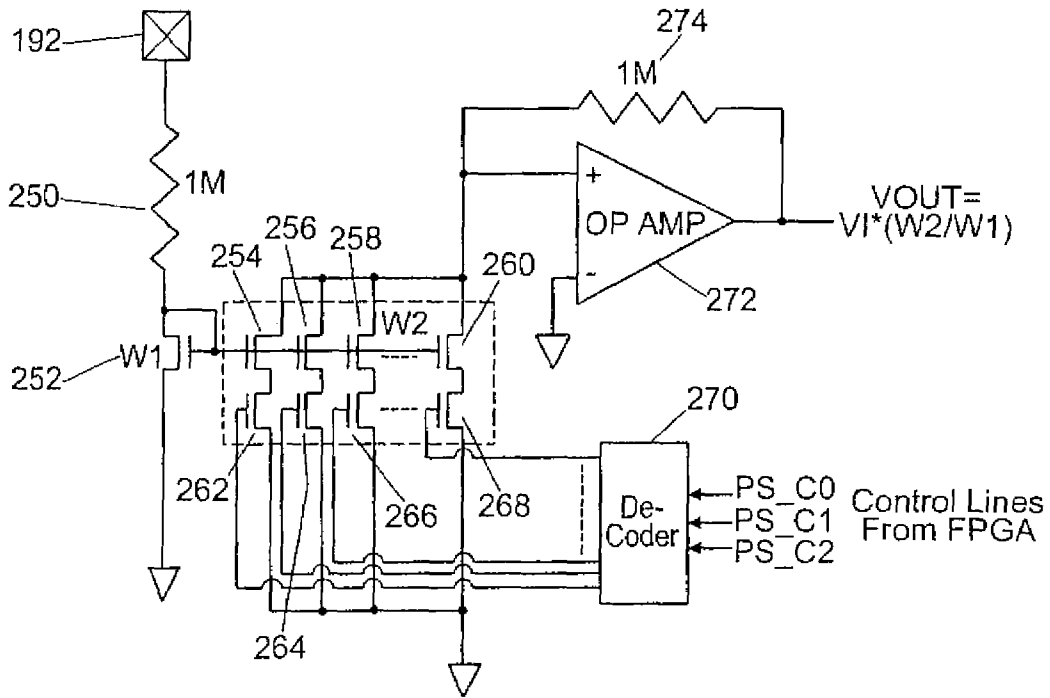 192
274
1M
250
1M
+
OP AMP
-
VOUT=
VI*(W2/W1)
272
254
256
258
260
W2
W1
252
262
264
266
268
270
De-
Coder
PS_C0
PS_C1
PS_C2
Control Lines
From FPGA